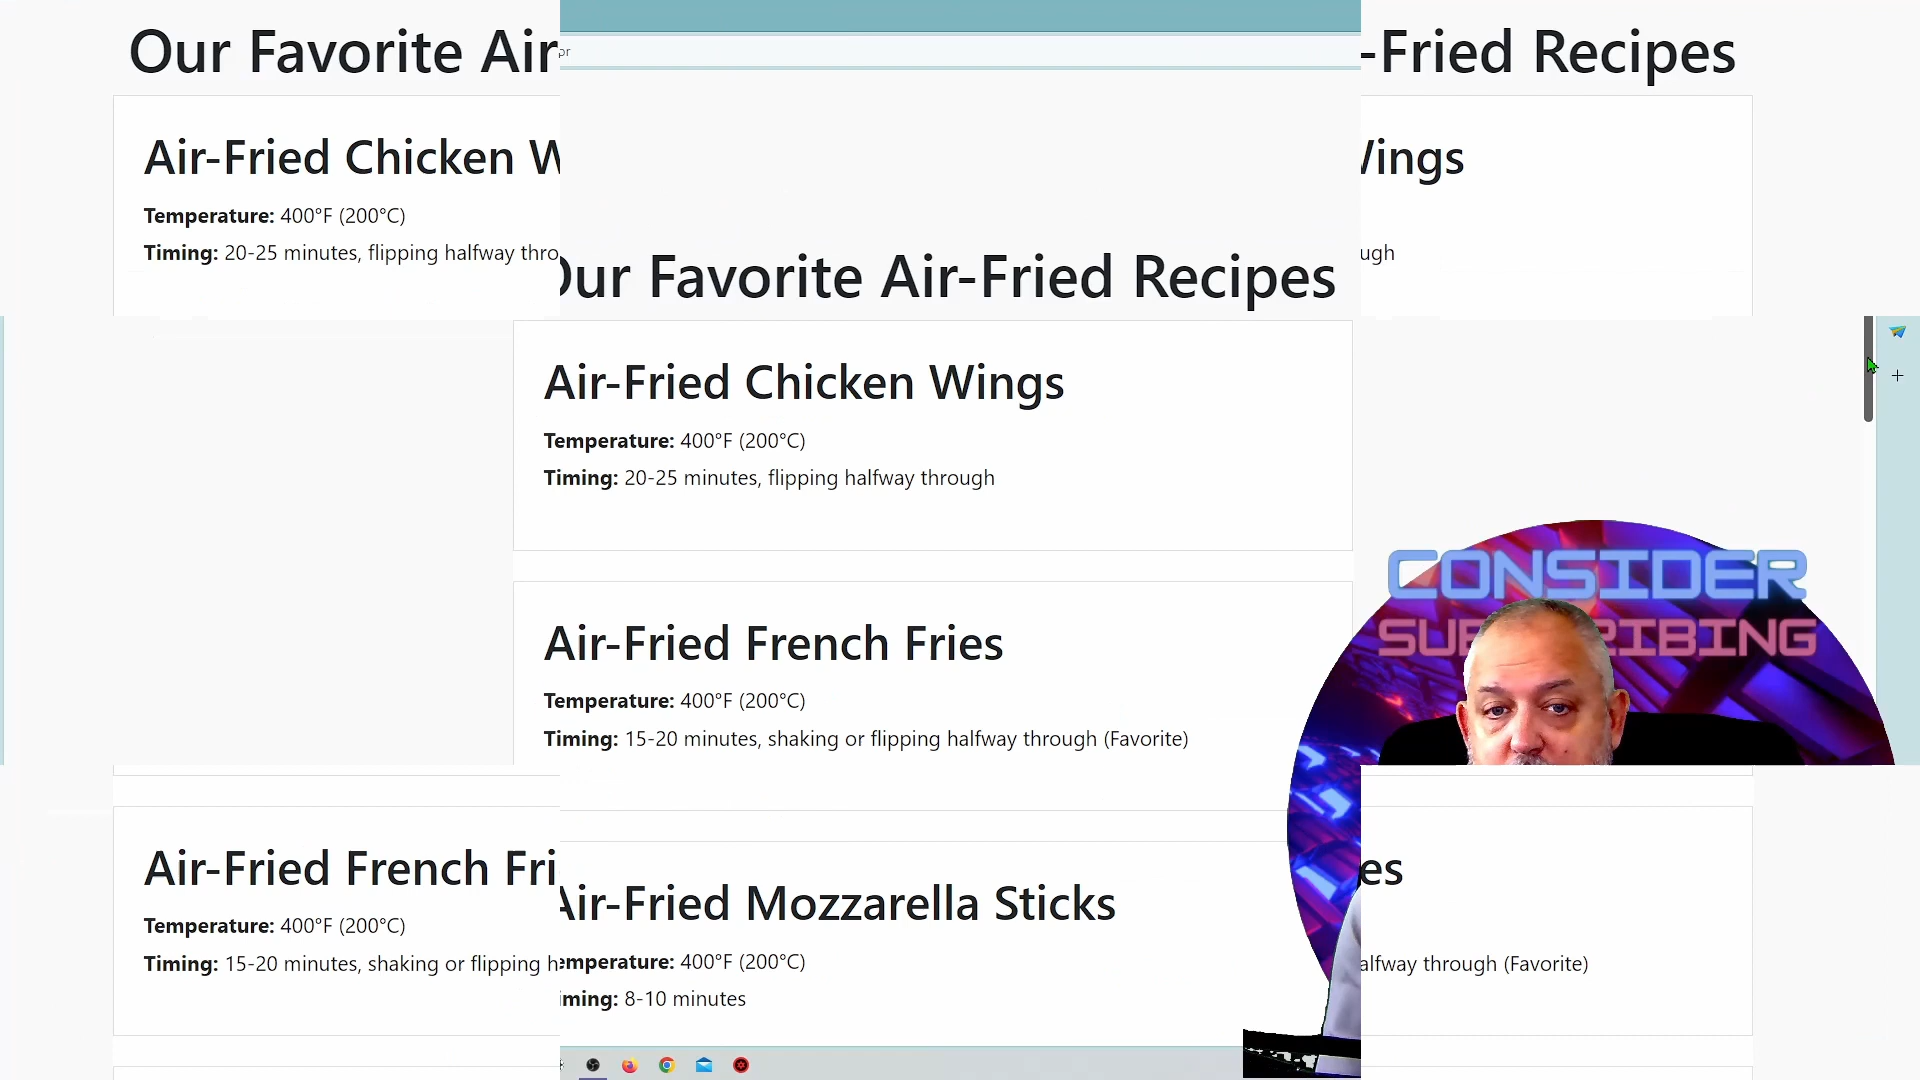 Our Favorite Air
-Fried Recipes
or
Air-Fried Chicken W
Wings
Temperature: 400°F (200°C)
Timing: 20-25 minutes, flipping halfway thro
ugh
Our Favorite Air-Fried Recipes
Air-Fried Chicken Wings
Temperature: 400°F (200°C)
Timing: 20-25 minutes, flipping halfway through
CONSIDER
SUBSCRIBING
Air-Fried French Fries
Temperature: 400°F (200°C)
Timing: 15-20 minutes, shaking or flipping halfway through (Favorite)
Air-Fried French Fri
es
Temperature: 400°F (200°C)
Timing: 15-20 minutes, shaking or flipping h
alfway through (Favorite)
Air-Fried Mozzarella Sticks
emperature: 400°F (200°C)
iming: 8-10 minutes